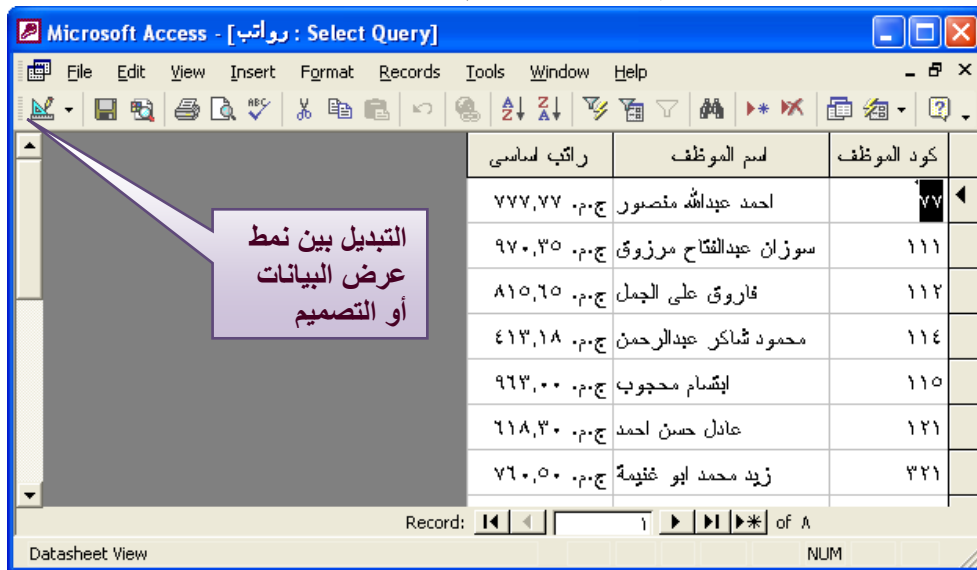 Microsoft Access - [رواتب : Select Query]
File Edit View Insert Format Records Tools Window Help
كود الموظف اسم الموظف راتب اساسى
٧٧ احمد عبدالله منصور ج.م. ٧٧٧,٧٧
١١١ سوزان عبدالفتاح مرزوق ج.م. ٩٧٠,٣٥
١١٢ فاروق على الجمل ج.م. ٨١٥,٦٥
١١٤ محمود شاكر عبدالرحمن ج.م. ٤١٣,١٨
١١٥ ابتسام محجوب ج.م. ٩٦٣,٠٠
١٢١ عادل حسن احمد ج.م. ٦١٨,٣٠
٣٢١ زيد محمد ابو غنيمة ج.م. ٧٦٠,٥٠
التبديل بين نمط
عرض البيانات
أو التصميم
Record: ١ of ٨
Datasheet View NUM